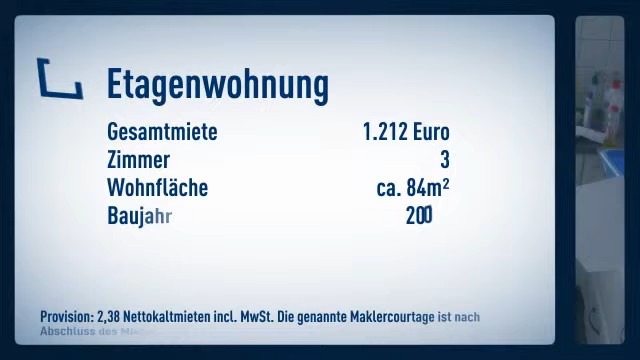 Etagenwohnung
Gesamtmiete 1.212 Euro
Zimmer 3
Wohnfläche ca. 84m²
Baujahr
Provision: 2,38 Nettokaltmieten incl. MwSt. Die genannte Maklercourtage ist nach
Abschluss des